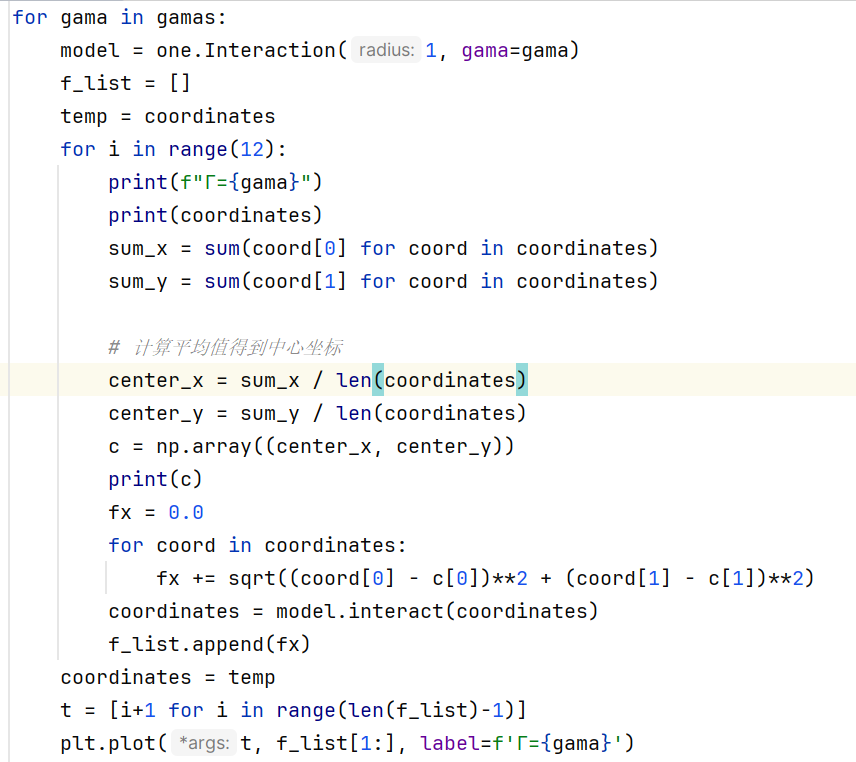 for gama in gamas:
    model = one.Interaction( radius: 1, gama=gama)
    f_list = []
    temp = coordinates
    for i in range(12):
        print(f"Γ={gama}")
        print(coordinates)
        sum_x = sum(coord[0] for coord in coordinates)
        sum_y = sum(coord[1] for coord in coordinates)
        # 计算平均值得到中心坐标
        center_x = sum_x / len(coordinates)
        center_y = sum_y / len(coordinates)
        c = np.array((center_x, center_y))
        print(c)
        fx = 0.0
        for coord in coordinates:
            fx += sqrt((coord[0] - c[0])**2 + (coord[1] - c[1])**2)
        coordinates = model.interact(coordinates)
        f_list.append(fx)
    coordinates = temp
    t = [i+1 for i in range(len(f_list)-1)]
    plt.plot( *args: t, f_list[1:], label=f'Γ={gama}')